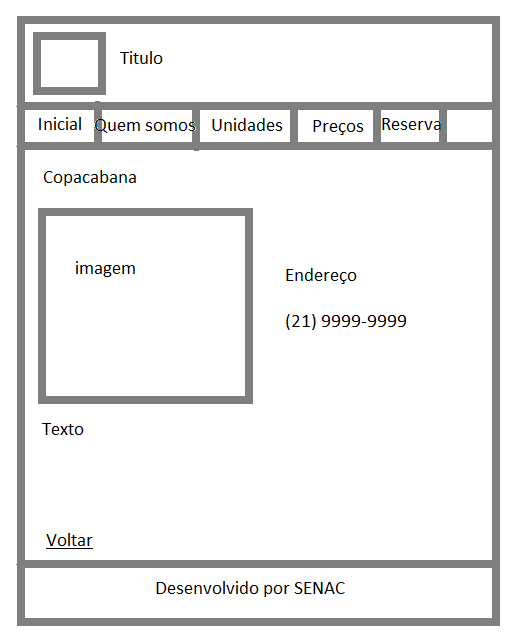 Titulo
Inicial Quem somos Unidades Preços Reserva
Copacabana
imagem
Endereço
(21) 9999-9999
Texto
Voltar
Desenvolvido por SENAC